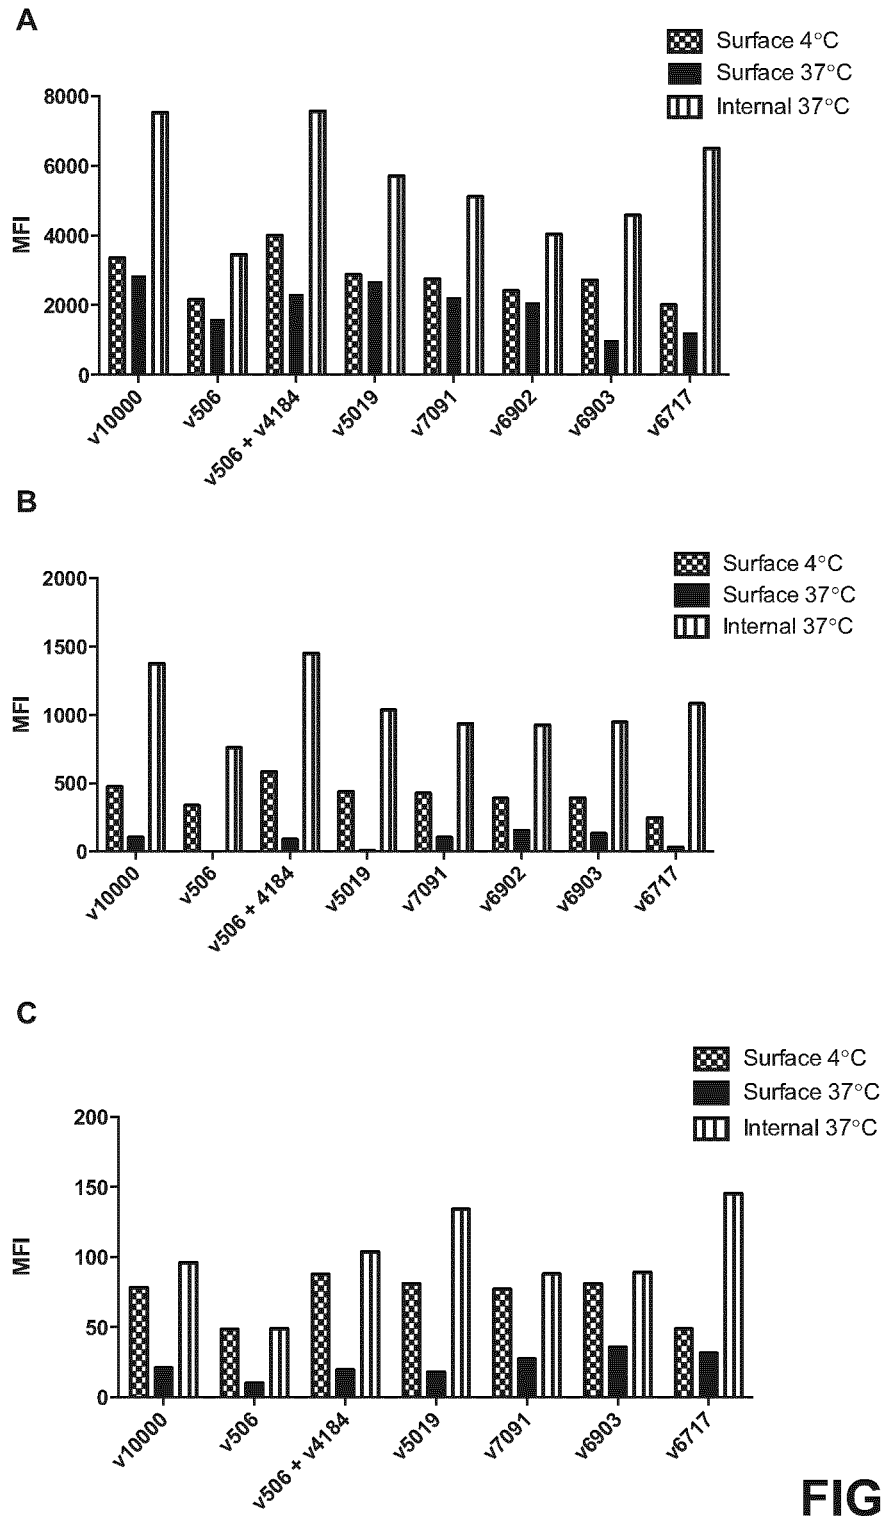 A
Surface 4°C
Surface 37°C
Internal 37°C
8000
6000
4000
2000
0
MFI
v10000
v506
v506 + v4184
v5019
v7091
v6902
v6903
v6717
B
Surface 4°C
Surface 37°C
Internal 37°C
2000
1500
1000
500
0
MFI
v10000
v506
v506 + 4184
v5019
v7091
v6902
v6903
v6717
C
Surface 4°C
Surface 37°C
Internal 37°C
200
150
100
50
0
MFI
v10000
v506
v506 + v4184
v5019
v7091
v6903
v6717
FIG